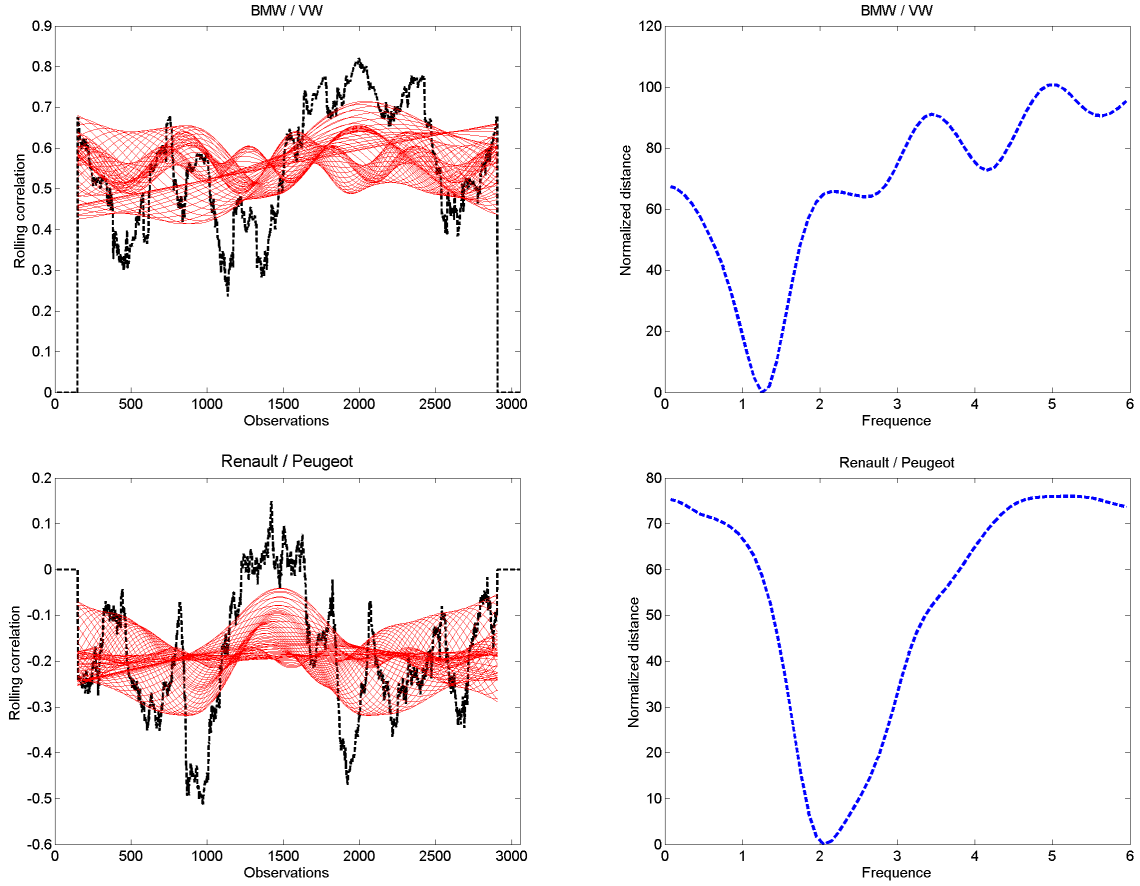 BMW / VW
0.9
0.8
0.7
0.6
0.5
0.4
0.3
0.2
0.1
0
Rolling correlation
0 500 1000 1500 2000 2500 3000
Observations
BMW / VW
120
100
80
60
40
20
0
Normalized distance
0 1 2 3 4 5 6
Frequence
Renault / Peugeot
0.2
0.1
0
-0.1
-0.2
-0.3
-0.4
-0.5
-0.6
Rolling correlation
0 500 1000 1500 2000 2500 3000
Observations
Renault / Peugeot
80
70
60
50
40
30
20
10
0
Normalized distance
0 1 2 3 4 5 6
Frequence